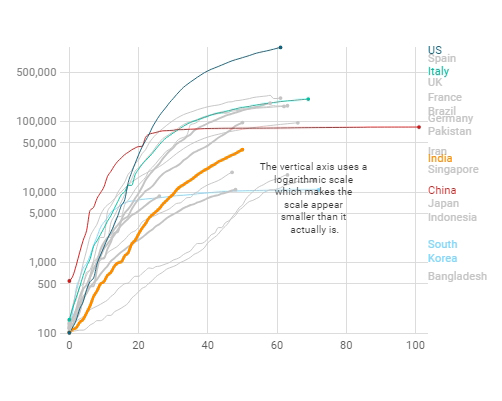 US
Spain
Italy
UK
France
Brazil
Germany
Pakistan
Iran
India
Singapore
China
Japan
Indonesia
South
Korea
Bangladesh
500,000
100,000
50,000
10,000
5,000
1,000
500
100
The vertical axis uses a
logarithmic scale
which makes the
scale appear
smaller than it
actually is.
0
20
40
60
80
100